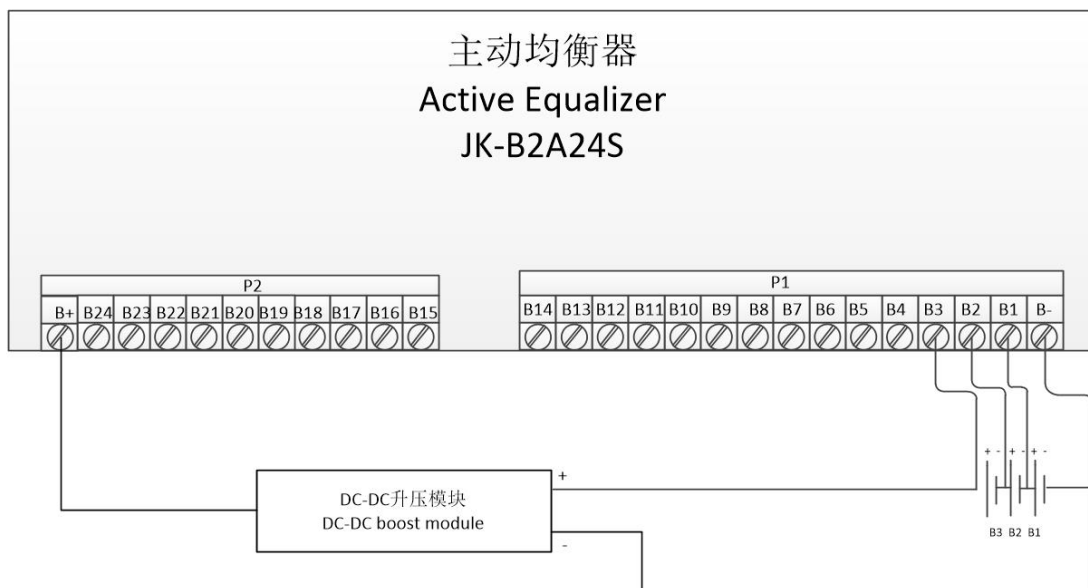 主动均衡器
Active Equalizer
JK-B2A24S
P2
B+ B24 B23 B22 B21 B20 B19 B18 B17 B16 B15
P1
B14 B13 B12 B11 B10 B9 B8 B7 B6 B5 B4 B3 B2 B1 B-
+ - + - + -
B3 B2 B1
+
DC-DC升压模块
DC-DC boost module
-